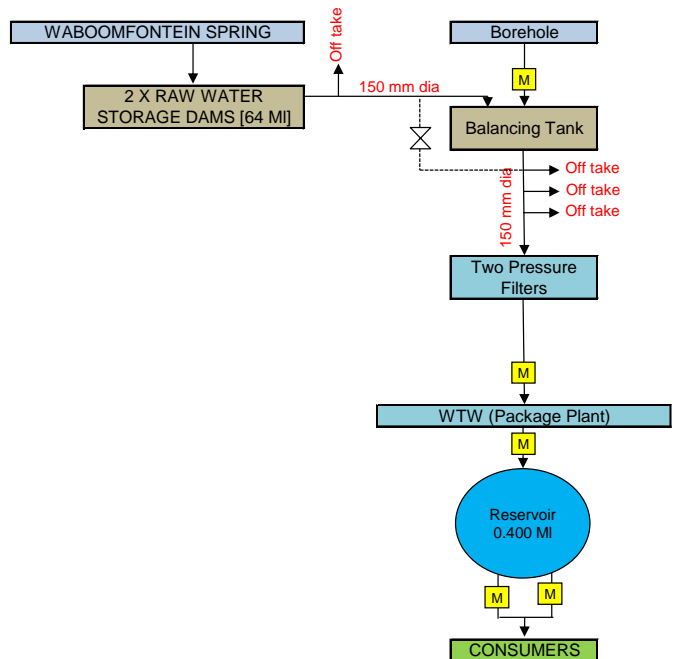 WABOOMFONTEIN SPRING
Off take
Borehole
M
2 X RAW WATER
STORAGE DAMS [64 Ml]
150 mm dia
Balancing Tank
150 mm dia
Off take
Off take
Off take
Two Pressure
Filters
M
WTW (Package Plant)
M
Reservoir
0.400 Ml
M
M
CONSUMERS